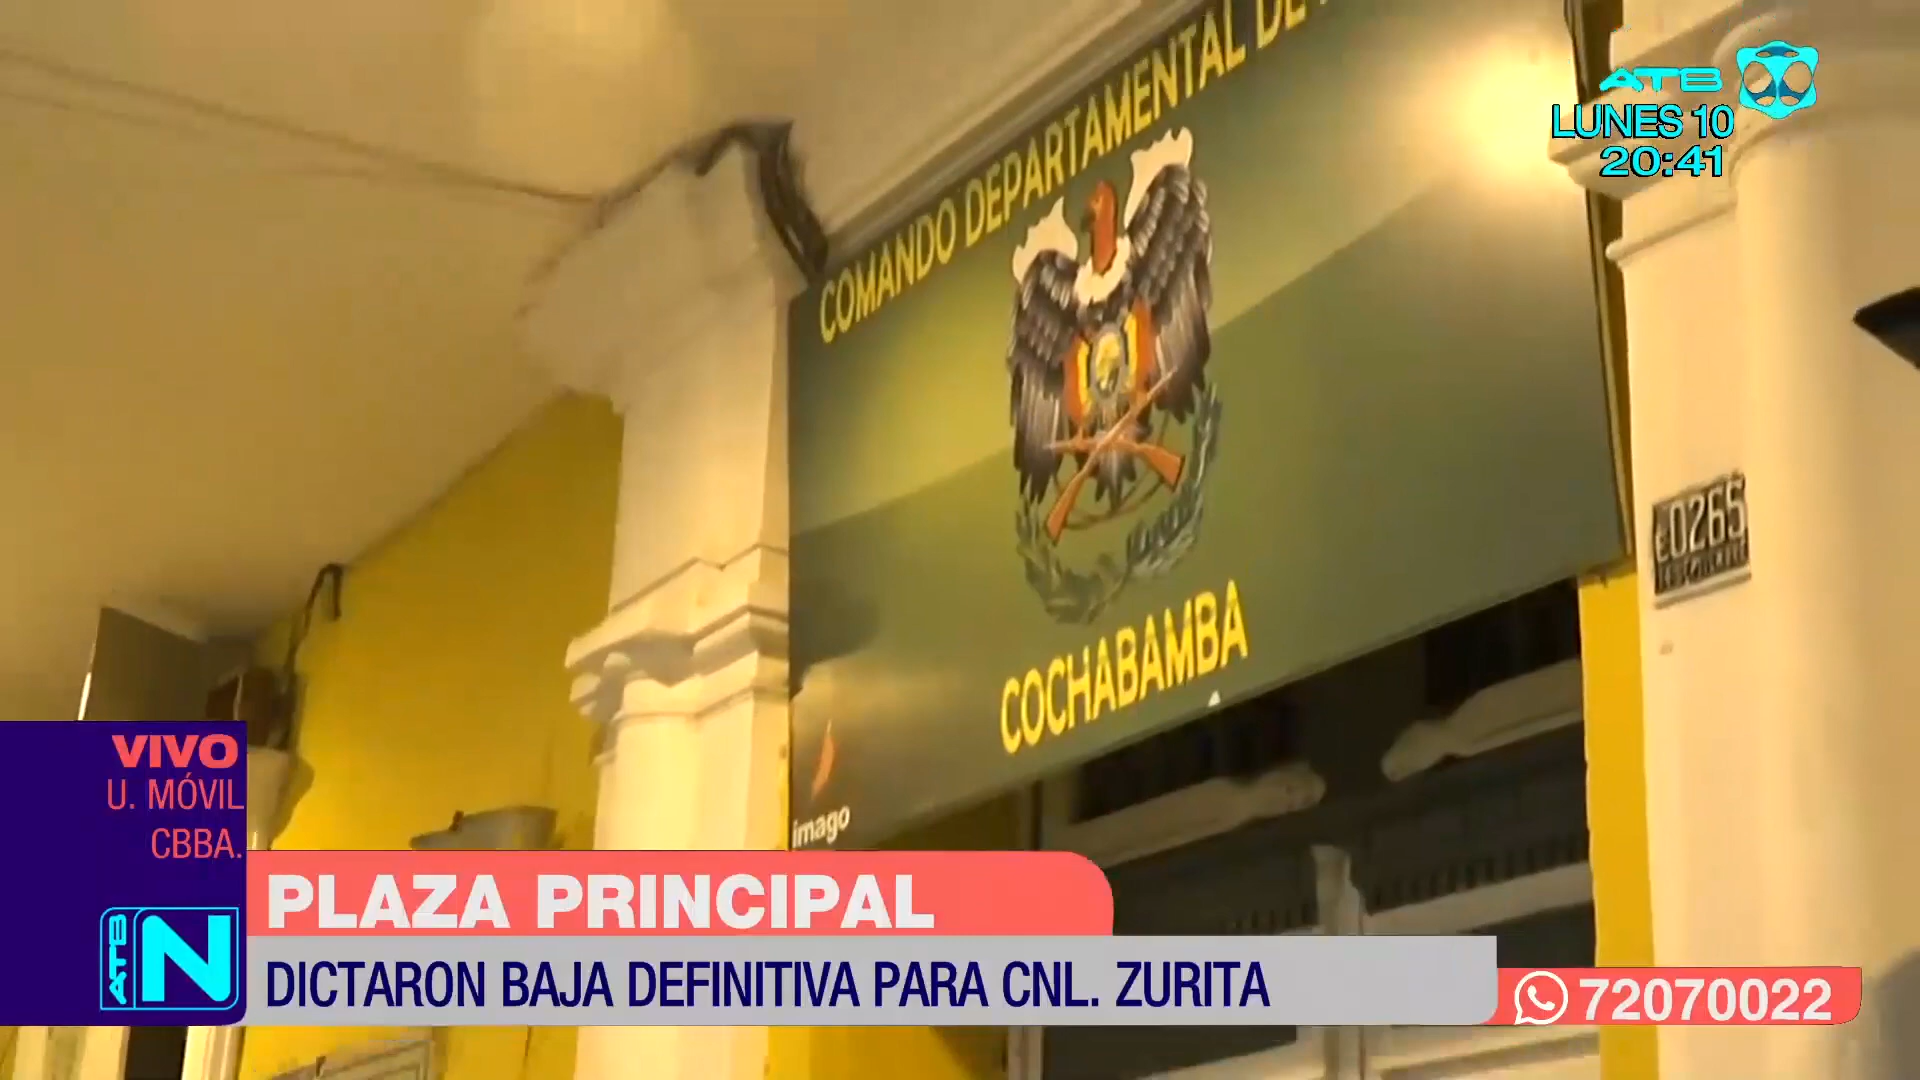 ATB
LUNES 10
20:41
COMANDO DEPARTAMENTAL DE
COCHABAMBA
0265
imago
VIVO
U. MÓVIL
CBBA.
ATB N
PLAZA PRINCIPAL
DICTARON BAJA DEFINITIVA PARA CNL. ZURITA
72070022